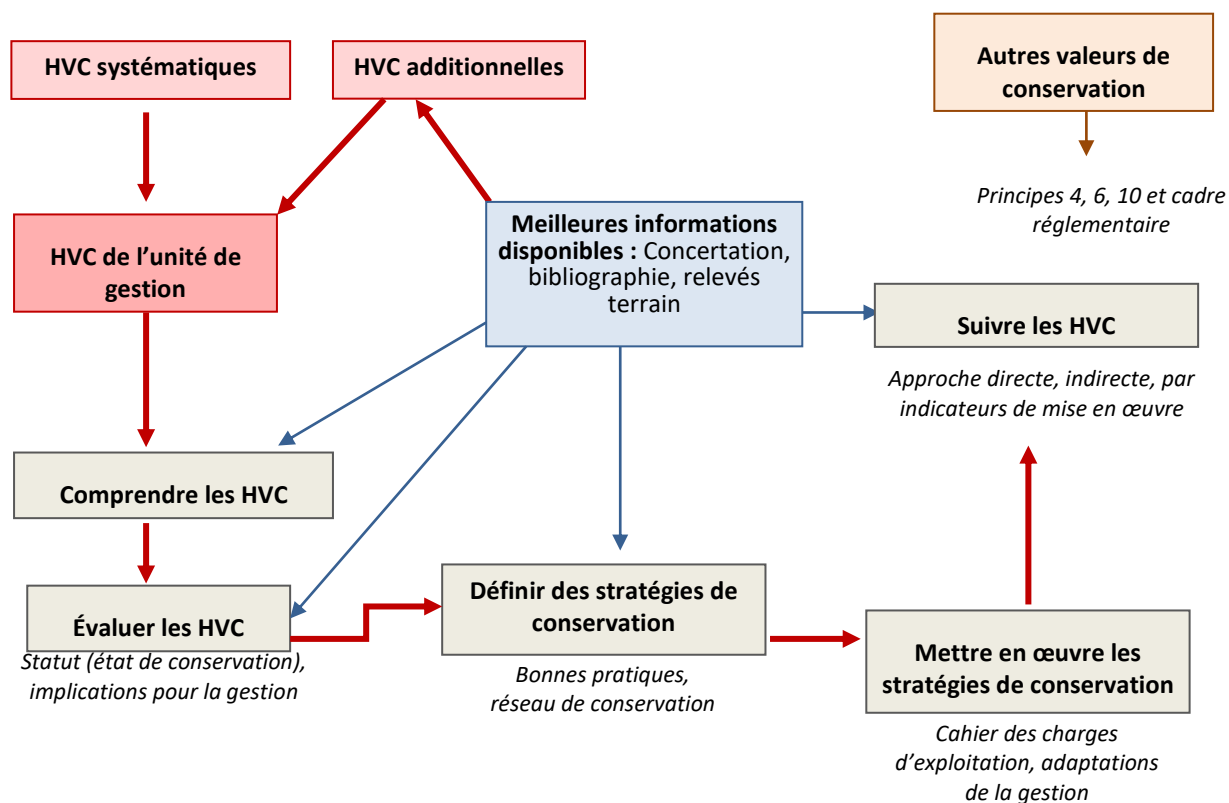 HVC systématiques
HVC additionnelles
Autres valeurs de
conservation
Principes 4, 6, 10 et cadre
réglementaire
HVC de l’unité de
gestion
Meilleures informations
disponibles : Concertation,
bibliographie, relevés
terrain
Suivre les HVC
Approche directe, indirecte, par
indicateurs de mise en œuvre
Comprendre les HVC
Évaluer les HVC
Statut (état de conservation),
implications pour la gestion
Définir des stratégies de
conservation
Bonnes pratiques,
réseau de conservation
Mettre en œuvre les
stratégies de conservation
Cahier des charges
d’exploitation, adaptations
de la gestion